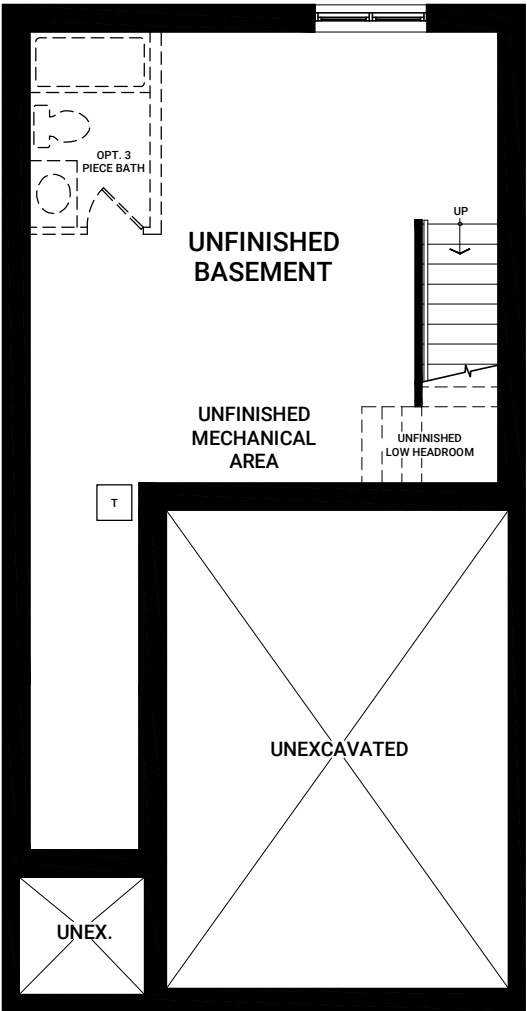 OPT. 3
PIECE BATH
UP
UNFINISHED
BASEMENT
UNFINISHED
MECHANICAL
AREA
UNFINISHED
LOW HEADROOM
T
UNEXCAVATED
UNEX.